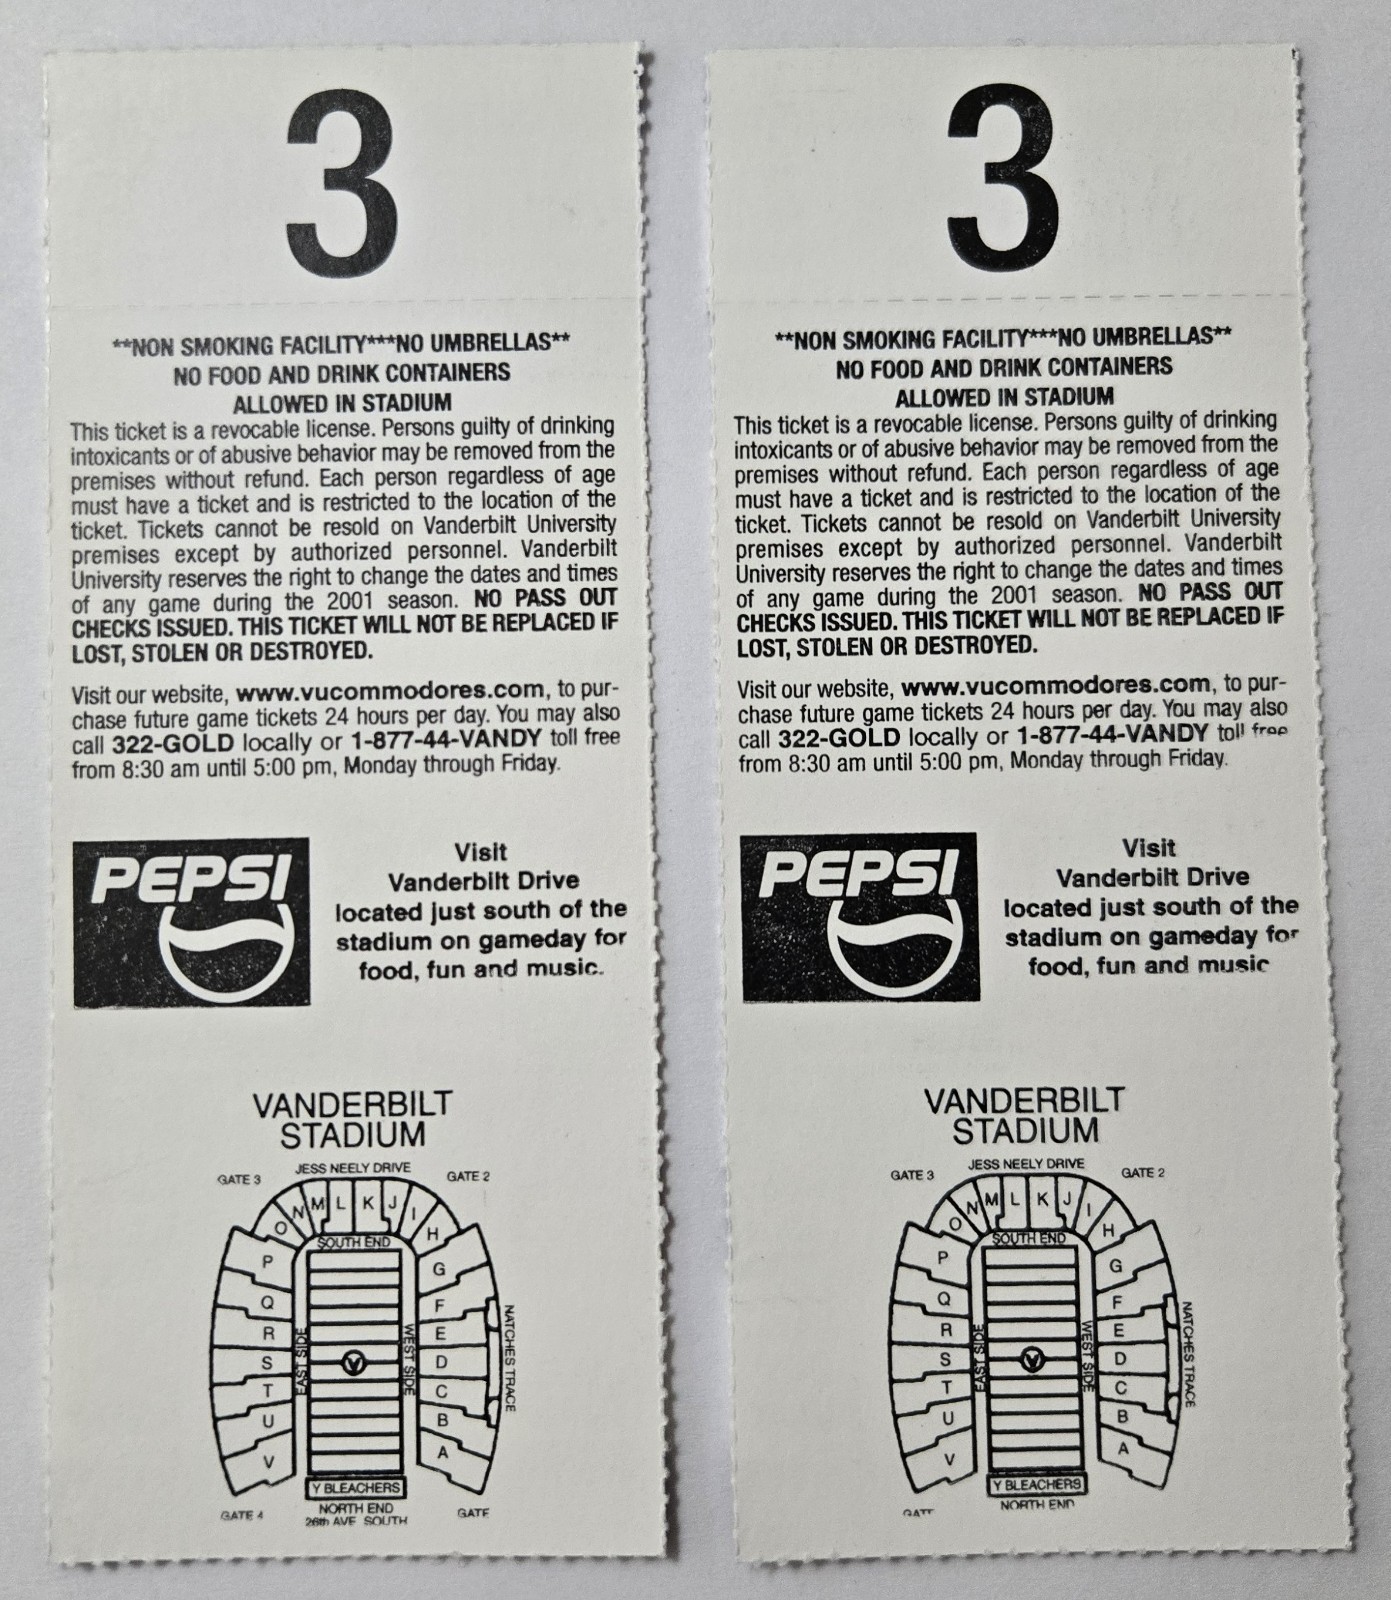 3
**NON SMOKING FACILITY***NO UMBRELLAS**
NO FOOD AND DRINK CONTAINERS
ALLOWED IN STADIUM
This ticket is a revocable license. Persons guilty of drinking
intoxicants or of abusive behavior may be removed from the
premises without refund. Each person regardless of age
must have a ticket and is restricted to the location of the
ticket. Tickets cannot be resold on Vanderbilt University
premises except by authorized personnel. Vanderbilt
University reserves the right to change the dates and times
of any game during the 2001 season. NO PASS OUT
CHECKS ISSUED. THIS TICKET WILL NOT BE REPLACED IF
LOST, STOLEN OR DESTROYED.
Visit our website, www.vucommodores.com, to pur-
chase future game tickets 24 hours per day. You may also
call 322-GOLD locally or 1-877-44-VANDY toll free
from 8:30 am until 5:00 pm, Monday through Friday.
PEPSI
Visit
Vanderbilt Drive
located just south of the
stadium on gameday for
food, fun and music.
VANDERBILT
STADIUM
JESS NEELY DRIVE
GATE 3
GATE 2
O N M L K J I H
SOUTH END
P
Q
R
S
T
U
V
EAST SIDE
V
WEST SIDE
G
F
E
D
C
B
A
NATCHES TRACE
Y BLEACHERS
NORTH END
26th AVE SOUTH
GATE 4
GATE
3
**NON SMOKING FACILITY***NO UMBRELLAS**
NO FOOD AND DRINK CONTAINERS
ALLOWED IN STADIUM
This ticket is a revocable license. Persons guilty of drinking
intoxicants or of abusive behavior may be removed from the
premises without refund. Each person regardless of age
must have a ticket and is restricted to the location of the
ticket. Tickets cannot be resold on Vanderbilt University
premises except by authorized personnel. Vanderbilt
University reserves the right to change the dates and times
of any game during the 2001 season. NO PASS OUT
CHECKS ISSUED. THIS TICKET WILL NOT BE REPLACED IF
LOST, STOLEN OR DESTROYED.
Visit our website, www.vucommodores.com, to pur-
chase future game tickets 24 hours per day. You may also
call 322-GOLD locally or 1-877-44-VANDY toll free
from 8:30 am until 5:00 pm, Monday through Friday.
PEPSI
Visit
Vanderbilt Drive
located just south of the
stadium on gameday for
food, fun and music
VANDERBILT
STADIUM
JESS NEELY DRIVE
GATE 3
GATE 2
O N M L K J I H
SOUTH END
P
Q
R
S
T
U
V
EAST SIDE
V
WEST SIDE
G
F
E
D
C
B
A
NATCHES TRACE
Y BLEACHERS
NORTH END
GATE